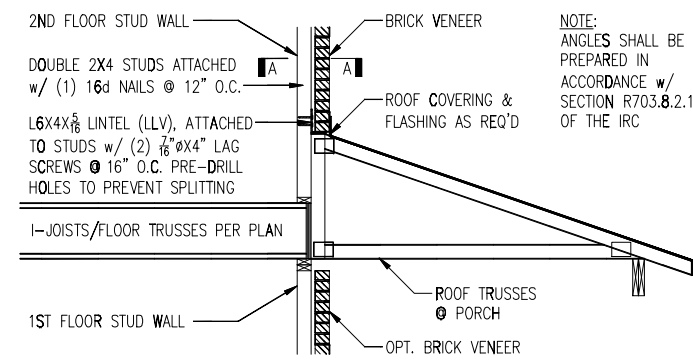 2ND FLOOR STUD WALL
DOUBLE 2X4 STUDS ATTACHED
w/ (1) 16d NAILS @ 12" O.C.
L6X4X5/16 LINTEL (LLV), ATTACHED
TO STUDS w/ (2) 7/16"øX4" LAG
SCREWS @ 16" O.C. PRE-DRILL
HOLES TO PREVENT SPLITTING
I-JOISTS/FLOOR TRUSSES PER PLAN
1ST FLOOR STUD WALL
A
A
BRICK VENEER
ROOF COVERING &
FLASHING AS REQ'D
ROOF TRUSSES
@ PORCH
OPT. BRICK VENEER
NOTE:
ANGLES SHALL BE
PREPARED IN
ACCORDANCE w/
SECTION R703.8.2.1
OF THE IRC